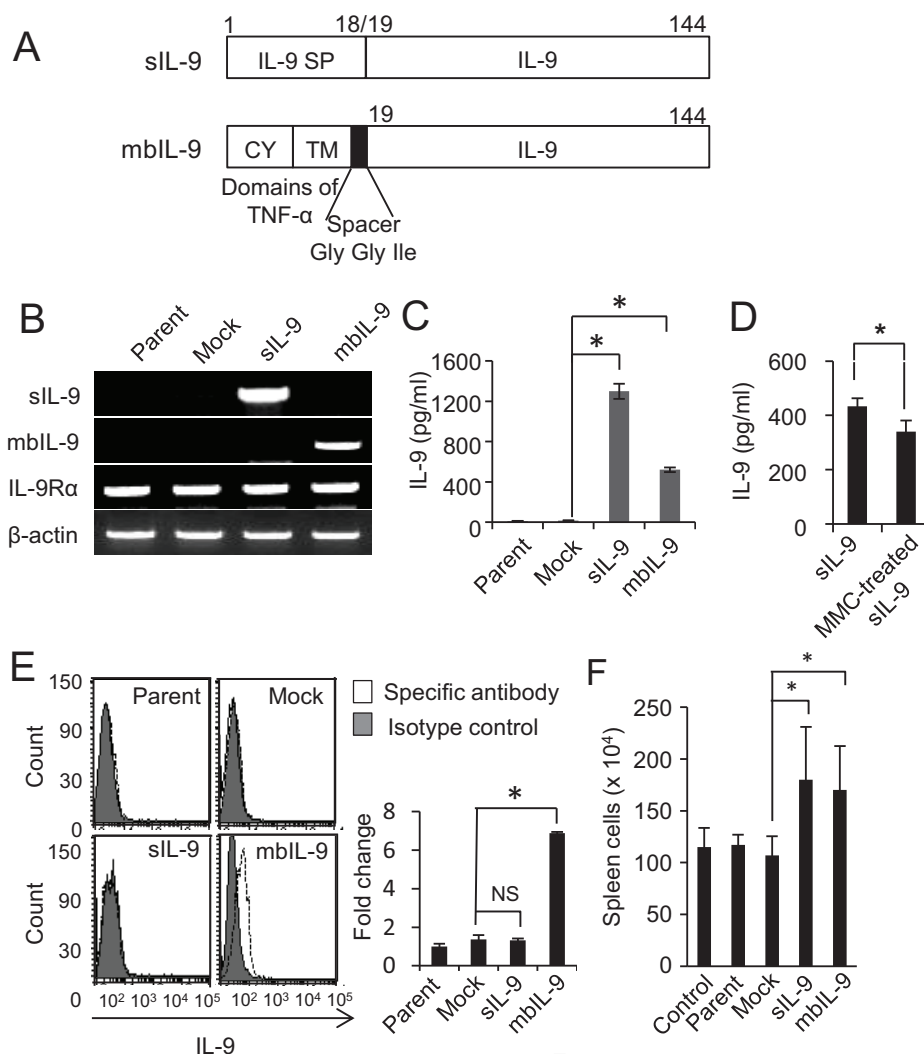 A
1 18/19 144
sIL-9 IL-9 SP IL-9
19 144
mbIL-9 CY TM IL-9
Domains of
TNF-α
Spacer
Gly Gly Ile
B
Parent Mock sIL-9 mbIL-9
sIL-9
mbIL-9
IL-9Rα
β-actin
C
*
*
IL-9 (pg/ml)
1600
1200
800
400
0
Parent Mock sIL-9 mbIL-9
D
*
IL-9 (pg/ml)
600
400
200
0
sIL-9 MMC-treated
sIL-9
E
Count
150
90
30
0
Parent Mock
Specific antibody
Isotype control
Count
150
90
30
0
sIL-9 mbIL-9
10² 10³ 10⁴ 10⁵ 10² 10³ 10⁴ 10⁵
IL-9
Fold change
8
6
4
2
0
*
NS
Parent Mock sIL-9 mbIL-9
F
*
*
Spleen cells (x 10⁴)
250
200
150
100
50
0
Control Parent Mock sIL-9 mbIL-9